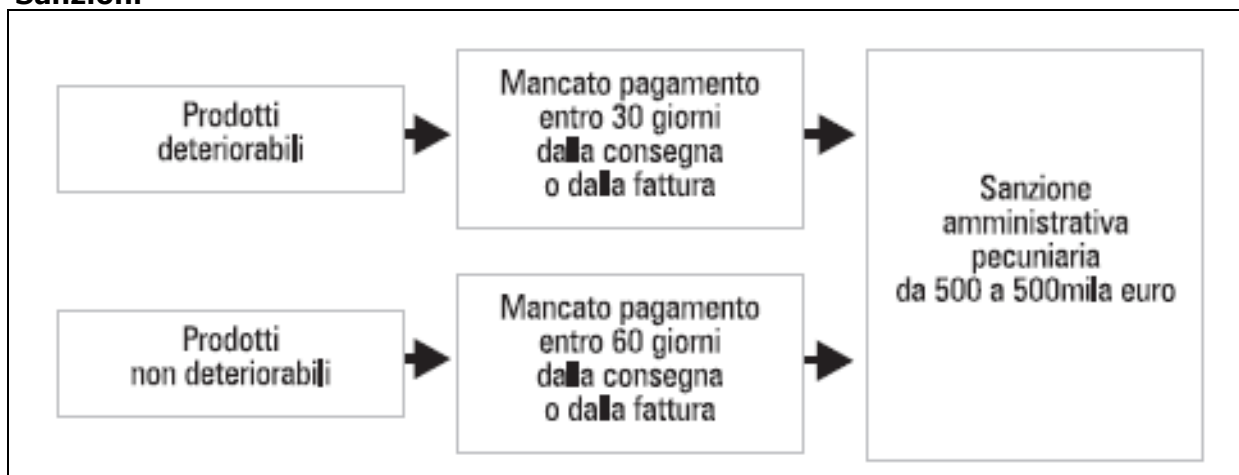 Sanzioni
Prodotti
deteriorabili
Mancato pagamento
entro 30 giorni
dalla consegna
o dalla fattura
Sanzione
amministrativa
pecuniaria
da 500 a 500mila euro
Prodotti
non deteriorabili
Mancato pagamento
entro 60 giorni
dalla consegna
o dalla fattura